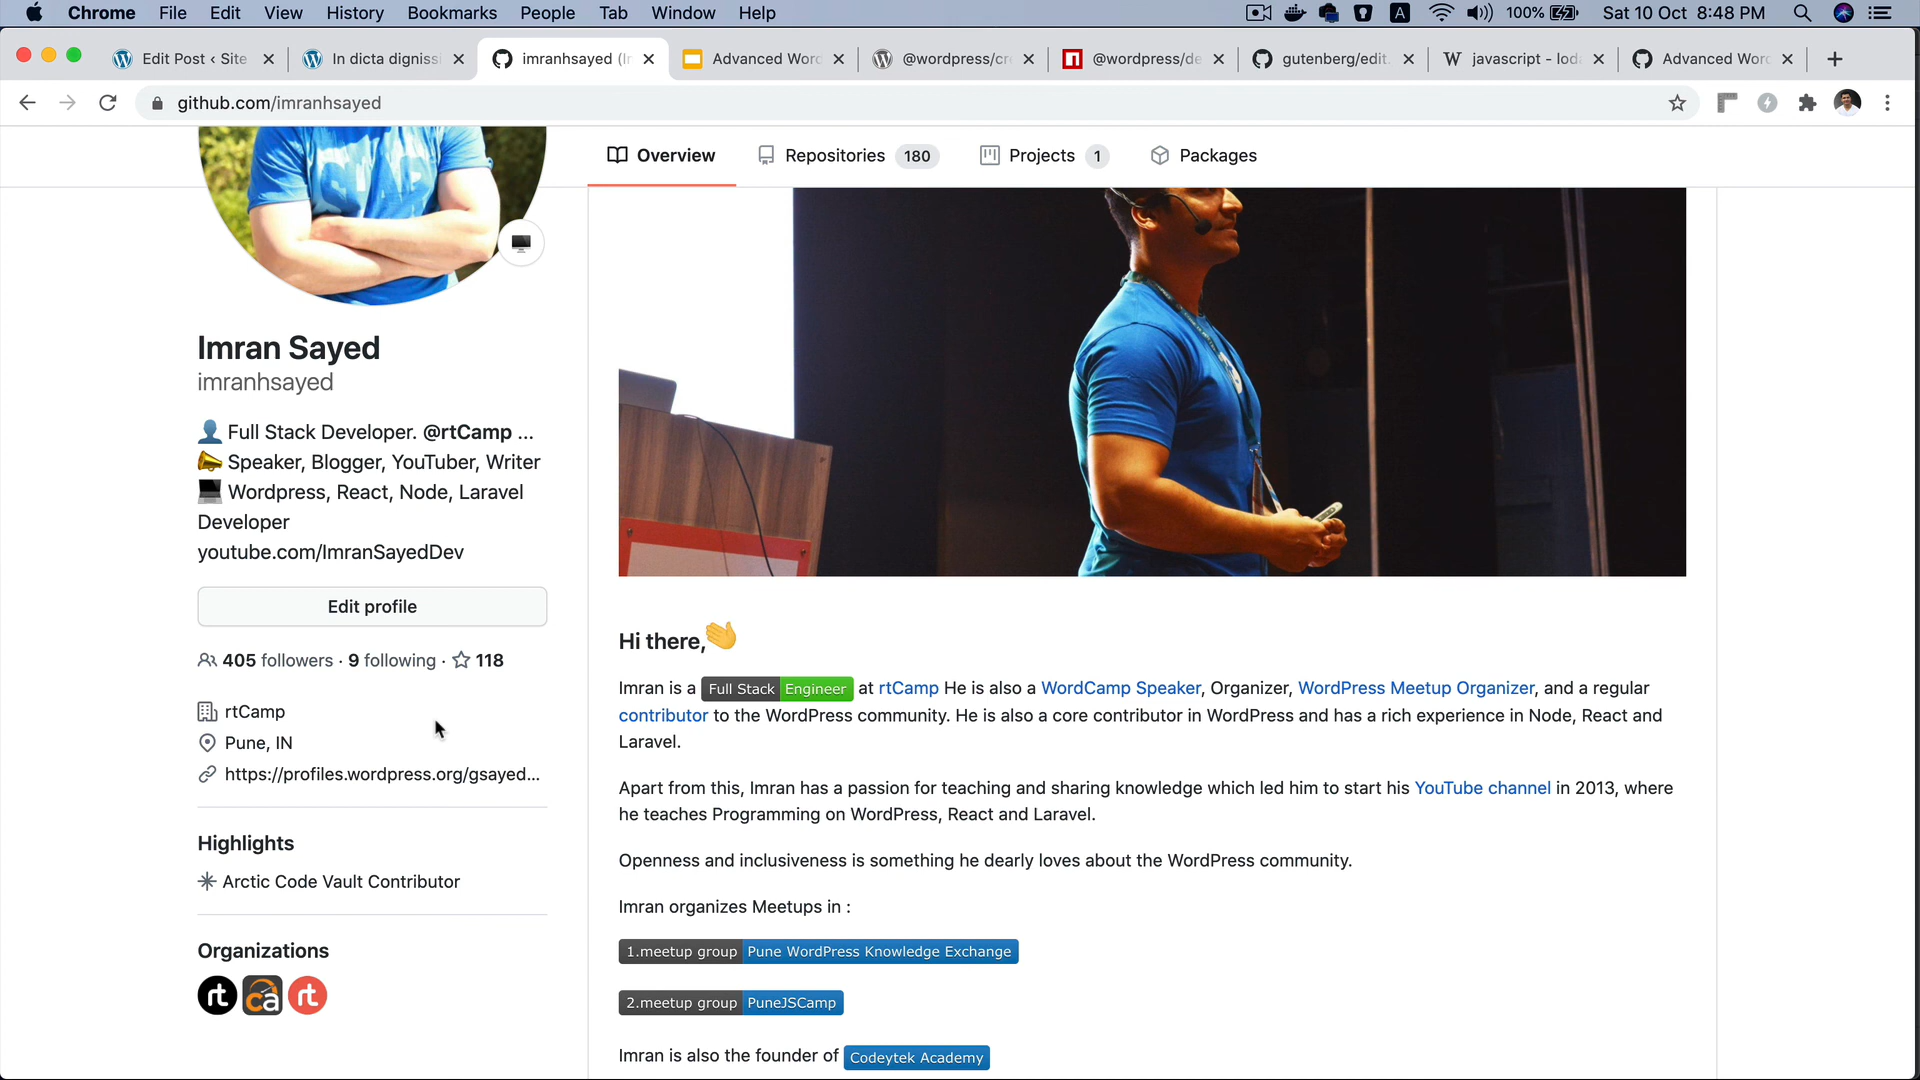 Chrome File Edit View History Bookmarks People Tab Window Help A 100% Sat 10 Oct 8:48 PM
Edit Post ‹ Site In dicta digniss imranhsayed (I Advanced Wor @wordpress/cr @wordpress/de gutenberg/edit. javascript - lod Advanced Wor
github.com/imranhsayed
Overview Repositories 180 Projects 1 Packages
Imran Sayed
imranhsayed
Full Stack Developer. @rtCamp ...
Speaker, Blogger, YouTuber, Writer
Wordpress, React, Node, Laravel
Developer
youtube.com/ImranSayedDev
Edit profile
405 followers · 9 following · 118
rtCamp
Pune, IN
https://profiles.wordpress.org/gsayed...
Highlights
Arctic Code Vault Contributor
Organizations
rt ca rt
Hi there,
Imran is a Full Stack Engineer at rtCamp He is also a WordCamp Speaker, Organizer, WordPress Meetup Organizer, and a regular
contributor to the WordPress community. He is also a core contributor in WordPress and has a rich experience in Node, React and
Laravel.
Apart from this, Imran has a passion for teaching and sharing knowledge which led him to start his YouTube channel in 2013, where
he teaches Programming on WordPress, React and Laravel.
Openness and inclusiveness is something he dearly loves about the WordPress community.
Imran organizes Meetups in :
1.meetup group Pune WordPress Knowledge Exchange
2.meetup group PuneJSCamp
Imran is also the founder of Codeytek Academy